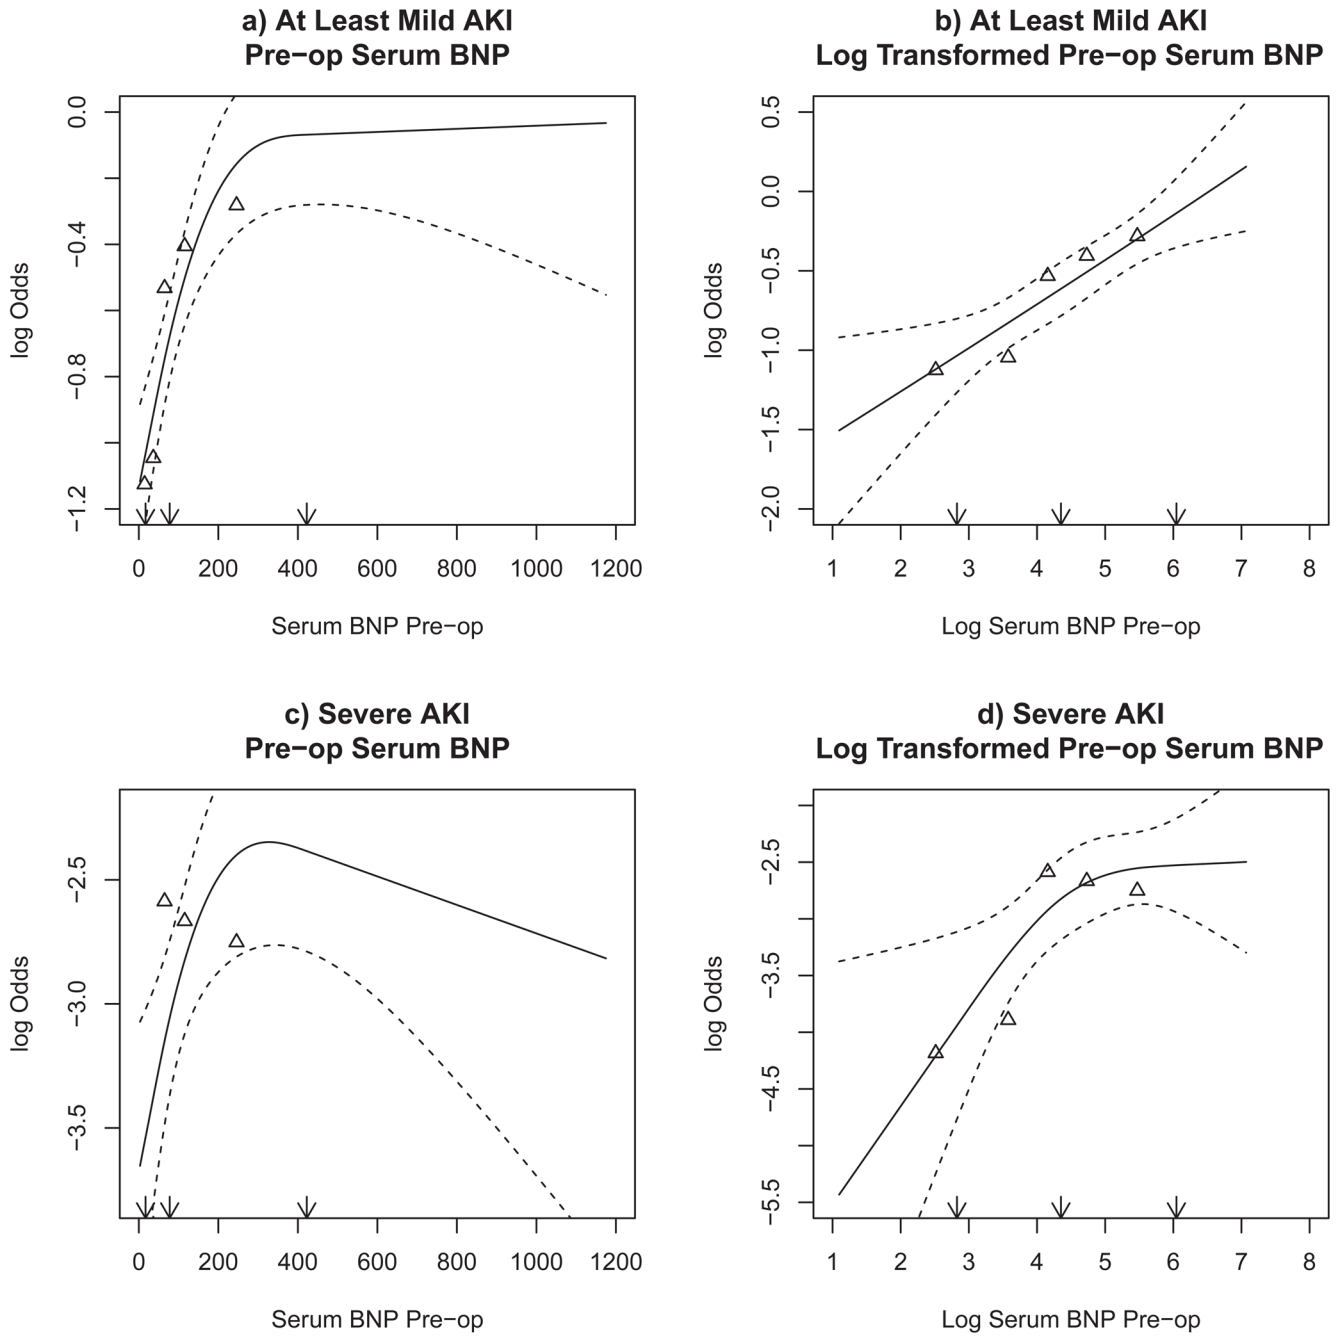 a) At Least Mild AKI
Pre−op Serum BNP
0.0
−0.4
−0.8
−1.2
log Odds
0 200 400 600 800 1000 1200
Serum BNP Pre−op
b) At Least Mild AKI
Log Transformed Pre−op Serum BNP
0.5
0.0
−0.5
−1.0
−1.5
−2.0
log Odds
1 2 3 4 5 6 7 8
Log Serum BNP Pre−op
c) Severe AKI
Pre−op Serum BNP
−2.5
−3.0
−3.5
log Odds
0 200 400 600 800 1000 1200
Serum BNP Pre−op
d) Severe AKI
Log Transformed Pre−op Serum BNP
−2.5
−3.5
−4.5
−5.5
log Odds
1 2 3 4 5 6 7 8
Log Serum BNP Pre−op